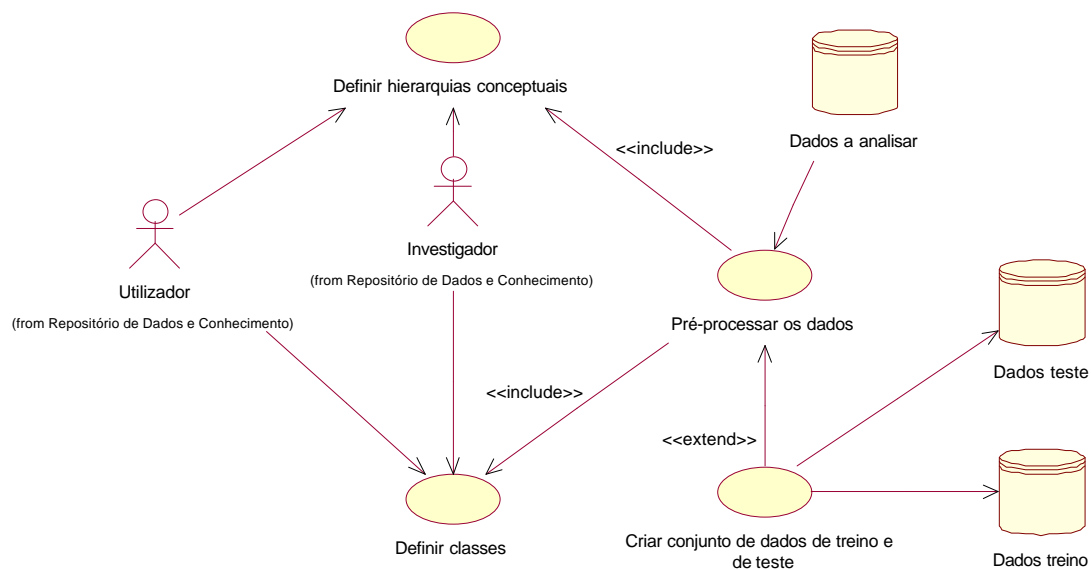 Definir hierarquias conceptuais
<<include>>
Dados a analisar
Investigador
(from Repositório de Dados e Conhecimento)
Utilizador
(from Repositório de Dados e Conhecimento)
Pré-processar os dados
Dados teste
<<include>>
<<extend>>
Definir classes
Criar conjunto de dados de treino e
de teste
Dados treino